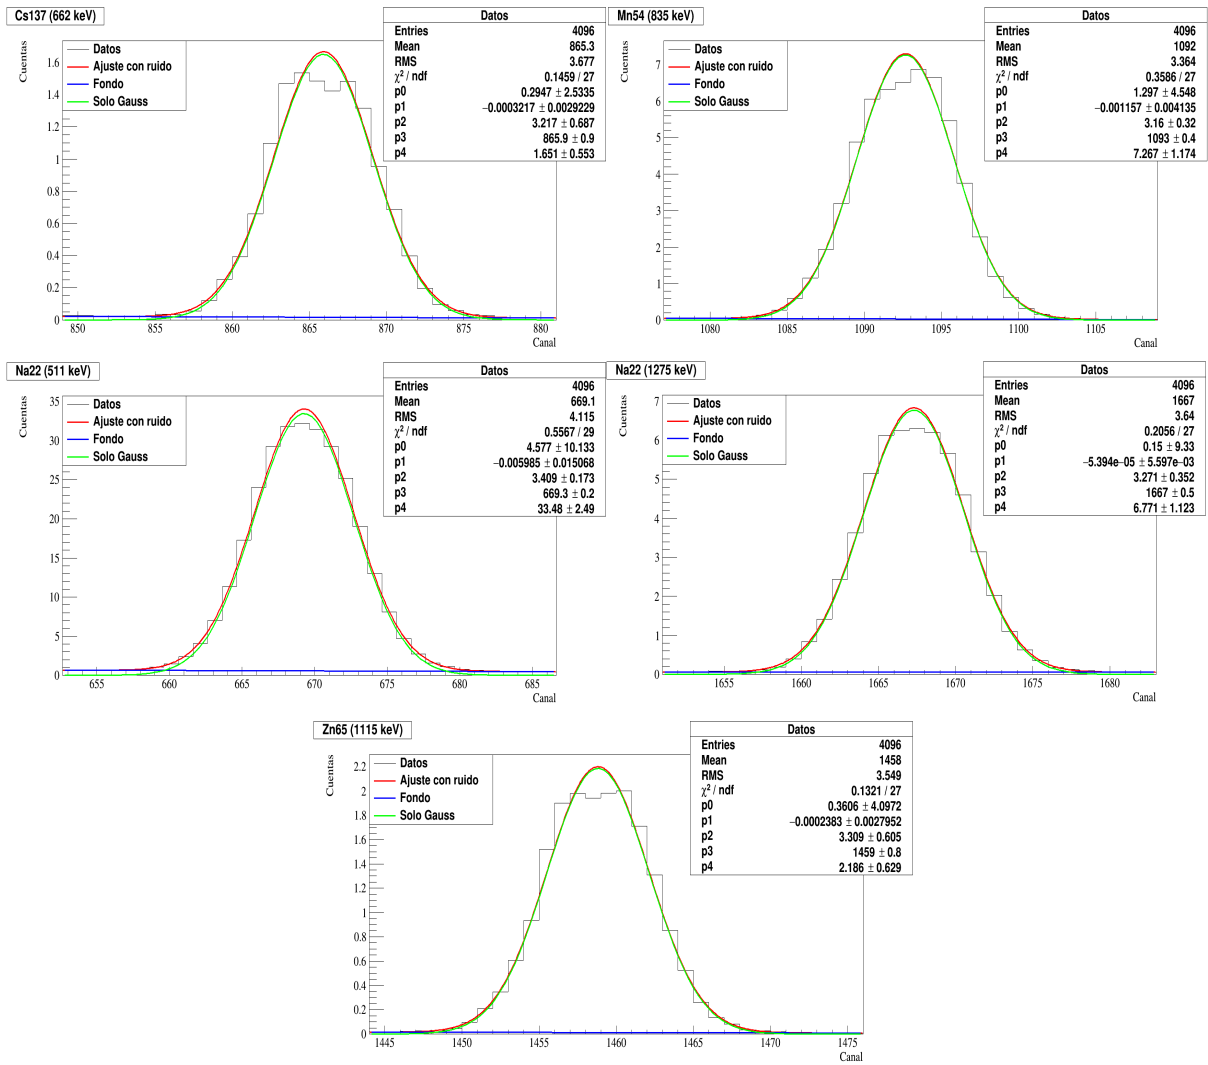 Cs137 (662 keV)
Cuentas
Datos
Ajuste con ruido
Fondo
Solo Gauss
Datos
Entries 4096
Mean 865.3
RMS 3.677
χ² / ndf 0.1459 / 27
p0 0.2947 ± 2.5335
p1 −0.0003217 ± 0.0029229
p2 3.217 ± 0.687
p3 865.9 ± 0.9
p4 1.651 ± 0.553
1.6
1.4
1.2
1
0.8
0.6
0.4
0.2
0
850 855 860 865 870 875 880
Canal
Mn54 (835 keV)
Cuentas
Datos
Ajuste con ruido
Fondo
Solo Gauss
Datos
Entries 4096
Mean 1092
RMS 3.364
χ² / ndf 0.3586 / 27
p0 1.297 ± 4.548
p1 −0.001157 ± 0.004135
p2 3.16 ± 0.32
p3 1093 ± 0.4
p4 7.267 ± 1.174
7
6
5
4
3
2
1
0
1080 1085 1090 1095 1100 1105
Canal
Na22 (511 keV)
Cuentas
Datos
Ajuste con ruido
Fondo
Solo Gauss
Datos
Entries 4096
Mean 669.1
RMS 4.115
χ² / ndf 0.5567 / 29
p0 4.577 ± 10.133
p1 −0.005985 ± 0.015068
p2 3.409 ± 0.173
p3 669.3 ± 0.2
p4 33.48 ± 2.49
35
30
25
20
15
10
5
0
655 660 665 670 675 680 685
Canal
Na22 (1275 keV)
Cuentas
Datos
Ajuste con ruido
Fondo
Solo Gauss
Datos
Entries 4096
Mean 1667
RMS 3.64
χ² / ndf 0.2056 / 27
p0 0.15 ± 9.33
p1 −5.394e−05 ± 5.597e−03
p2 3.271 ± 0.352
p3 1667 ± 0.5
p4 6.771 ± 1.123
7
6
5
4
3
2
1
0
1655 1660 1665 1670 1675 1680
Canal
Zn65 (1115 keV)
Cuentas
Datos
Ajuste con ruido
Fondo
Solo Gauss
Datos
Entries 4096
Mean 1458
RMS 3.549
χ² / ndf 0.1321 / 27
p0 0.3606 ± 4.0972
p1 −0.0002383 ± 0.0027952
p2 3.309 ± 0.605
p3 1459 ± 0.8
p4 2.186 ± 0.629
2.2
2
1.8
1.6
1.4
1.2
1
0.8
0.6
0.4
0.2
0
1445 1450 1455 1460 1465 1470 1475
Canal